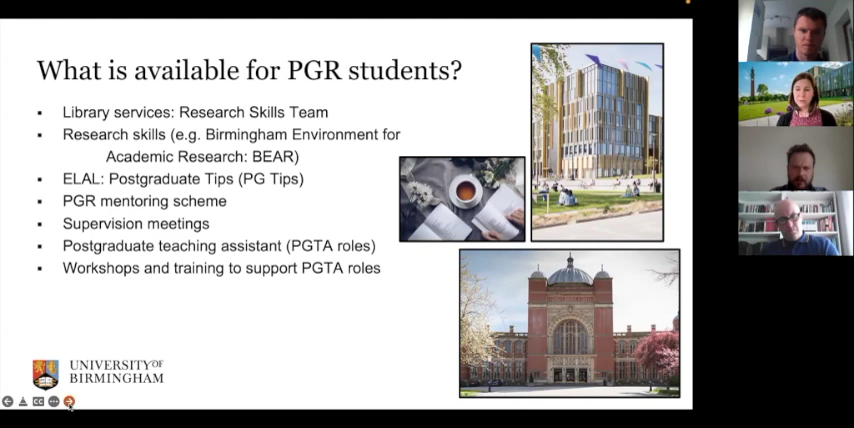 What is available for PGR students?
Library services: Research Skills Team
Research skills (e.g. Birmingham Environment for
Academic Research: BEAR)
ELAL: Postgraduate Tips (PG Tips)
PGR mentoring scheme
Supervision meetings
Postgraduate teaching assistant (PGTA roles)
Workshops and training to support PGTA roles
UNIVERSITY OF
BIRMINGHAM
CC